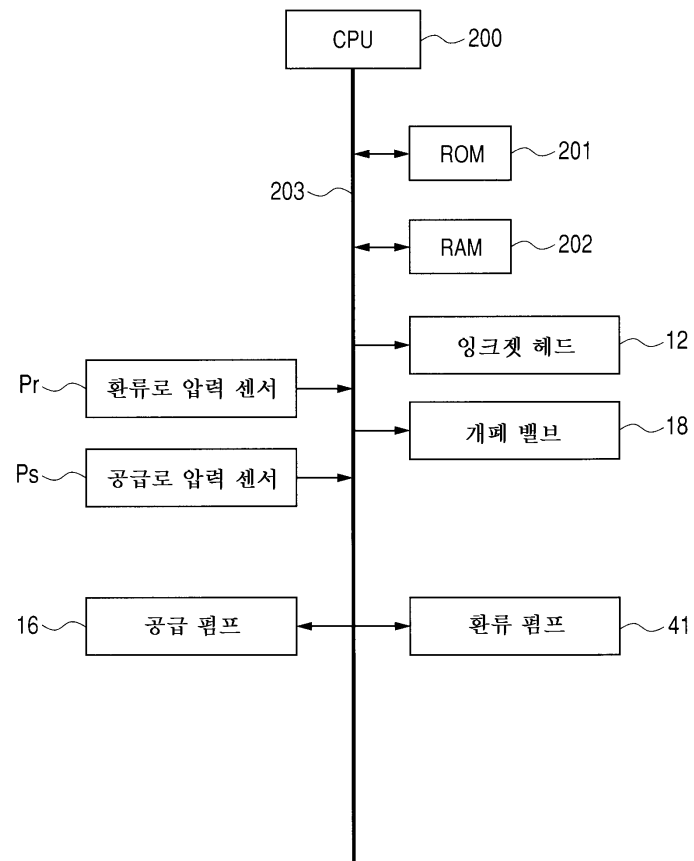 CPU
200
ROM
201
203
RAM
202
잉크젯 헤드
12
Pr
환류로 압력 센서
개폐 밸브
18
Ps
공급로 압력 센서
16
공급 펌프
환류 펌프
41